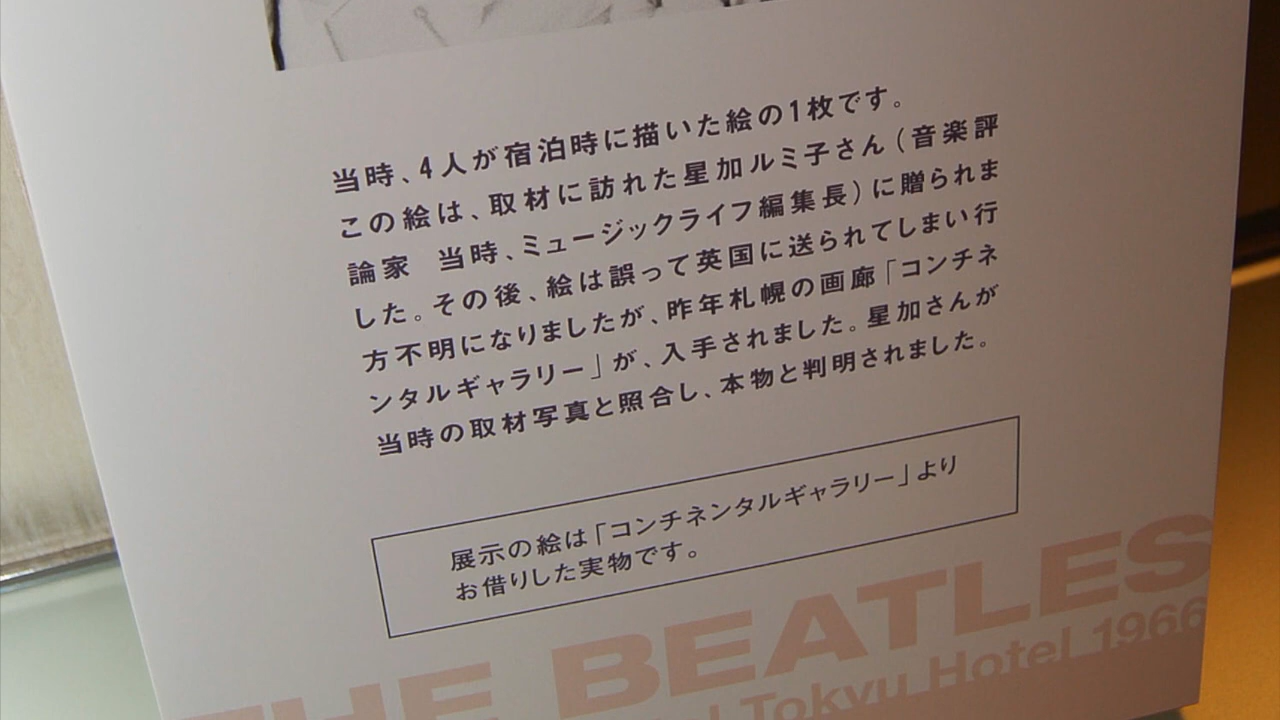 当時、4人が宿泊時に描いた絵の1枚です。
この絵は、取材に訪れた星加ルミ子さん(音楽評
論家　当時、ミュージックライフ編集長)に贈られま
した。その後、絵は誤って英国に送られてしまい行
方不明になりましたが、昨年札幌の画廊「コンチネ
ンタルギャラリー」が、入手されました。星加さんが
当時の取材写真と照合し、本物と判明されました。
展示の絵は「コンチネンタルギャラリー」より
お借りした実物です。
THE BEATLES
Tokyu Hotel 1966